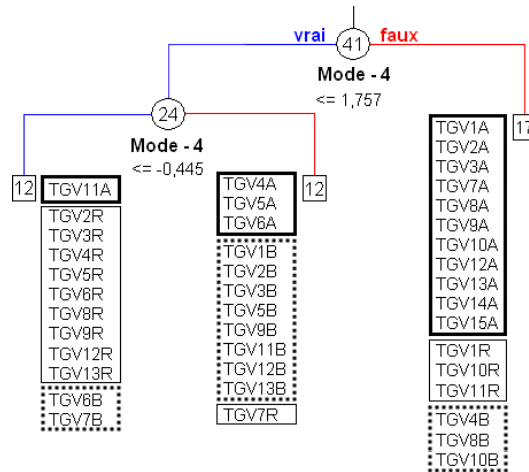 vrai 41 faux
Mode - 4
<= 1,757
24
Mode - 4
<= -0,445
12
TGV11A
TGV2R
TGV3R
TGV4R
TGV5R
TGV6R
TGV8R
TGV9R
TGV12R
TGV13R
TGV6B
TGV7B
12
TGV4A
TGV5A
TGV6A
TGV1B
TGV2B
TGV3B
TGV5B
TGV9B
TGV11B
TGV12B
TGV13B
TGV7R
17
TGV1A
TGV2A
TGV3A
TGV7A
TGV8A
TGV9A
TGV10A
TGV12A
TGV13A
TGV14A
TGV15A
TGV1R
TGV10R
TGV11R
TGV4B
TGV8B
TGV10B